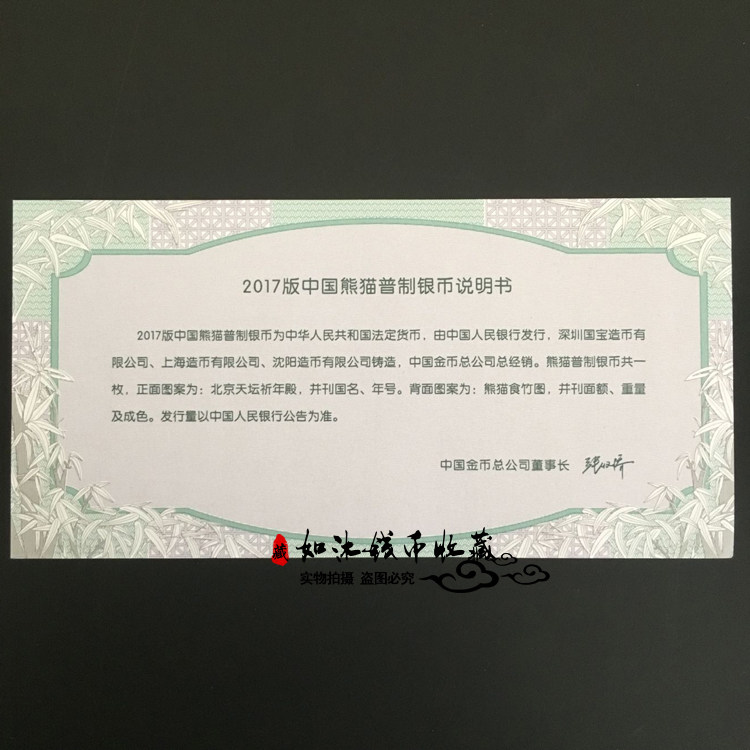 2017版中国熊猫普制银币说明书
2017版中国熊猫普制银币为中华人民共和国法定货币，由中国人民银行发行，深圳国宝造币有
限公司、上海造币有限公司、沈阳造币有限公司铸造，中国金币总公司总经销。熊猫普制银币共一
枚，正面图案为：北京天坛祈年殿，并刊国名、年号。背面图案为：熊猫食竹图，并刊面额、重量
及成色。发行量以中国人民银行公告为准。
中国金币总公司董事长
藏 如沐钱币收藏
实物拍摄 盗图必究